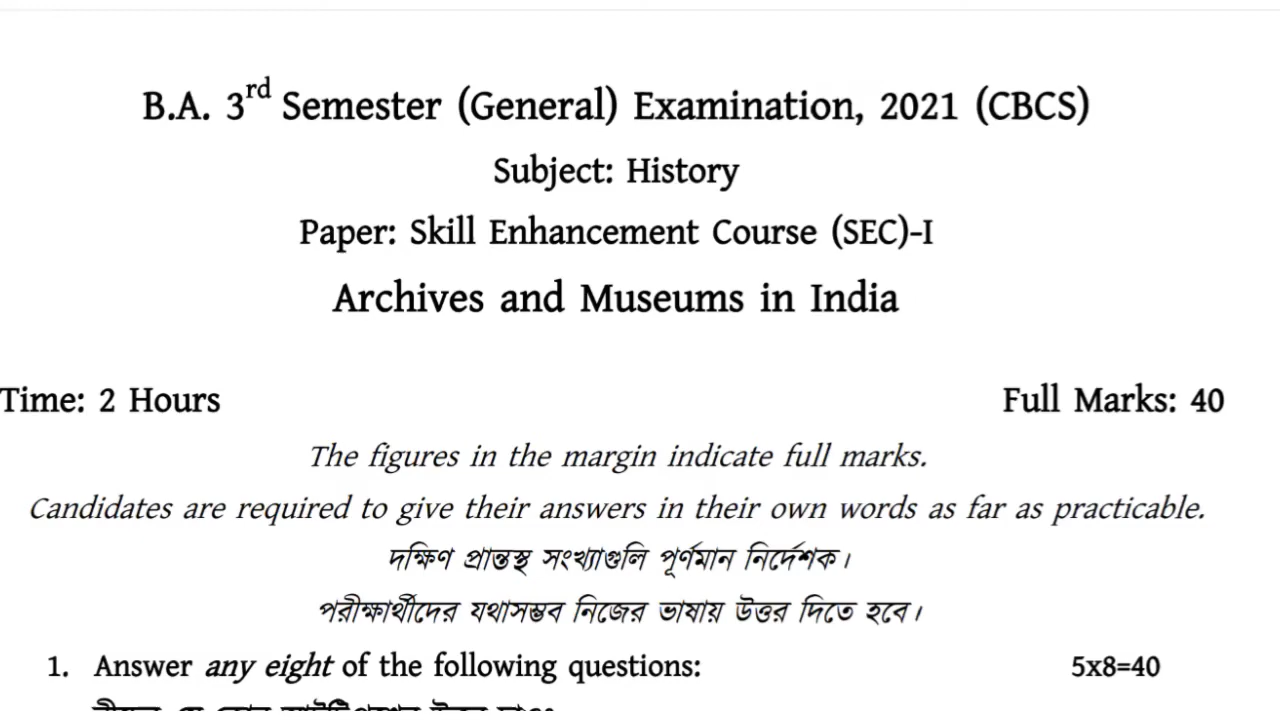 B.A. 3rd Semester (General) Examination, 2021 (CBCS)
Subject: History
Paper: Skill Enhancement Course (SEC)-I
Archives and Museums in India
Time: 2 Hours Full Marks: 40
The figures in the margin indicate full marks.
Candidates are required to give their answers in their own words as far as practicable.
দক্ষিণ প্রান্তস্থ সংখ্যাগুলি পূর্ণমান নির্দেশক।
পরীক্ষার্থীদের যথাসম্ভব নিজের ভাষায় উত্তর দিতে হবে।
1. Answer any eight of the following questions: 5x8=40